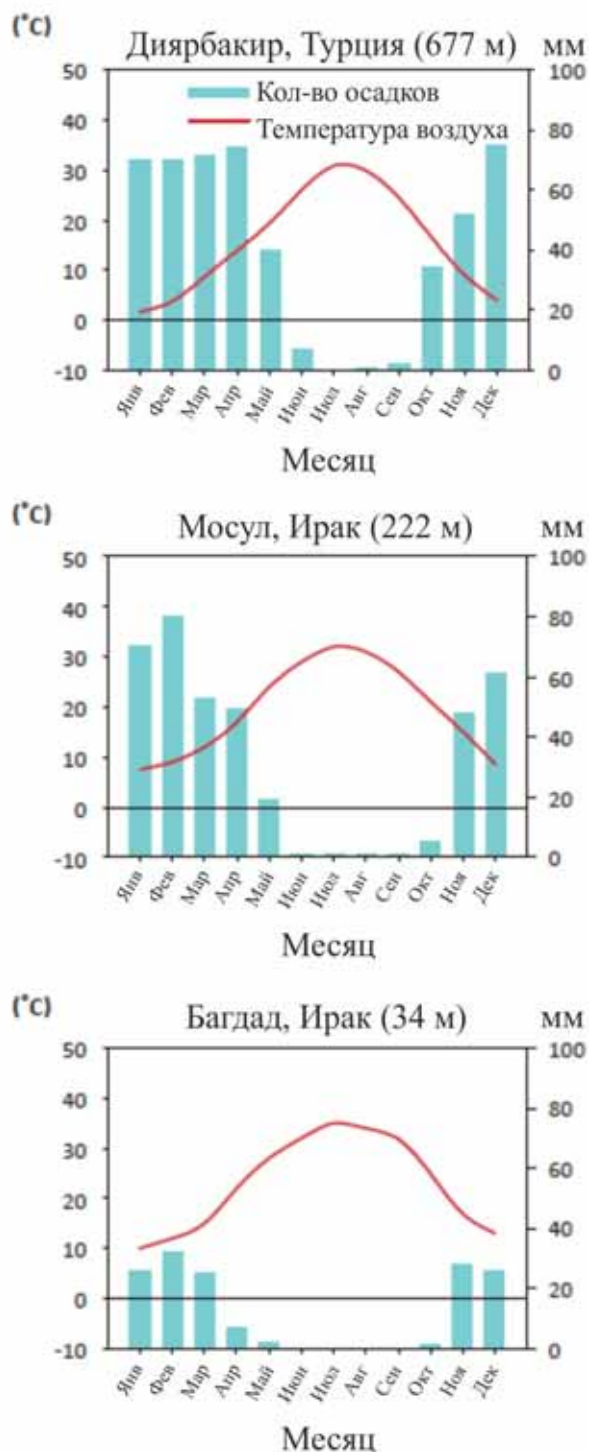 (°C)
Диярбакир, Турция (677 м) мм
50 100
Кол-во осадков
40 80
Температура воздуха
30
60
20
40
10
20
0
-10 0
Янв Фев Мар Апр Май Июн Июл Авг Сен Окт Ноя Дек
Месяц
(°C)
Мосул, Ирак (222 м) мм
50 100
40 80
30
60
20
40
10
20
0
-10 0
Янв Фев Мар Апр Май Июн Июл Авг Сен Окт Ноя Дек
Месяц
(°C)
Багдад, Ирак (34 м) мм
50 100
40 80
30
60
20
40
10
20
0
-10 0
Янв Фев Мар Апр Май Июн Июл Авг Сен Окт Ноя Дек
Месяц